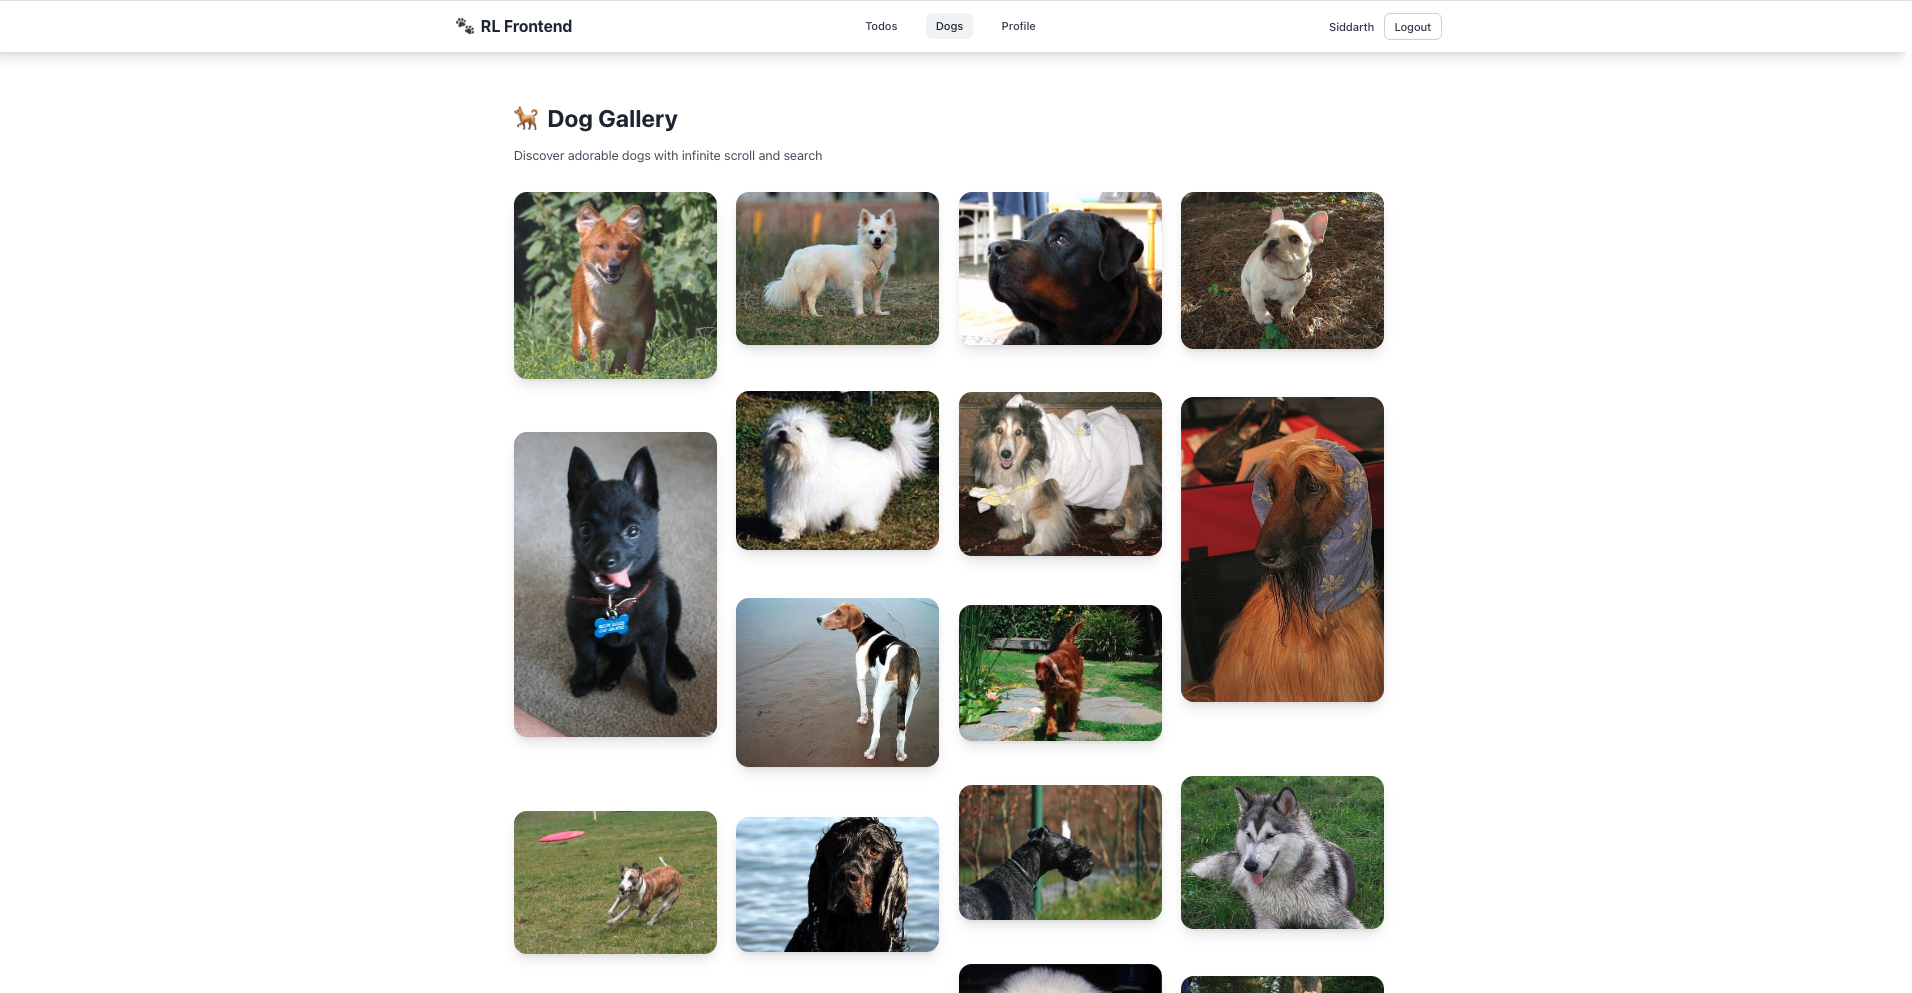 RL Frontend
Todos
Dogs
Profile
Siddarth
Logout
Dog Gallery
Discover adorable dogs with infinite scroll and search